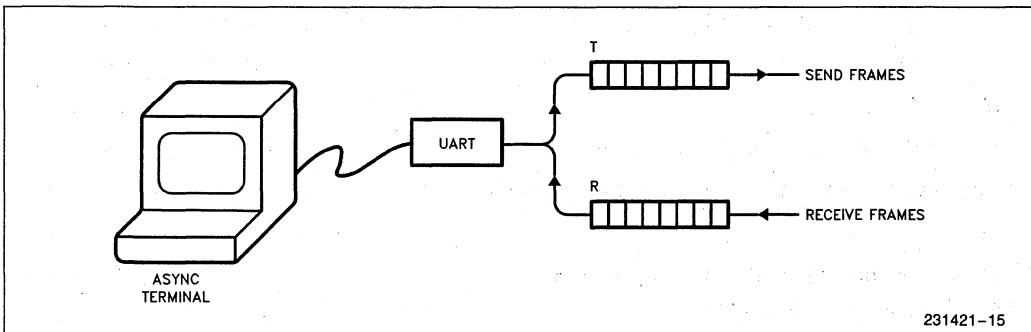 T
SEND FRAMES
UART
R
RECEIVE FRAMES
ASYNC
TERMINAL
231421–15